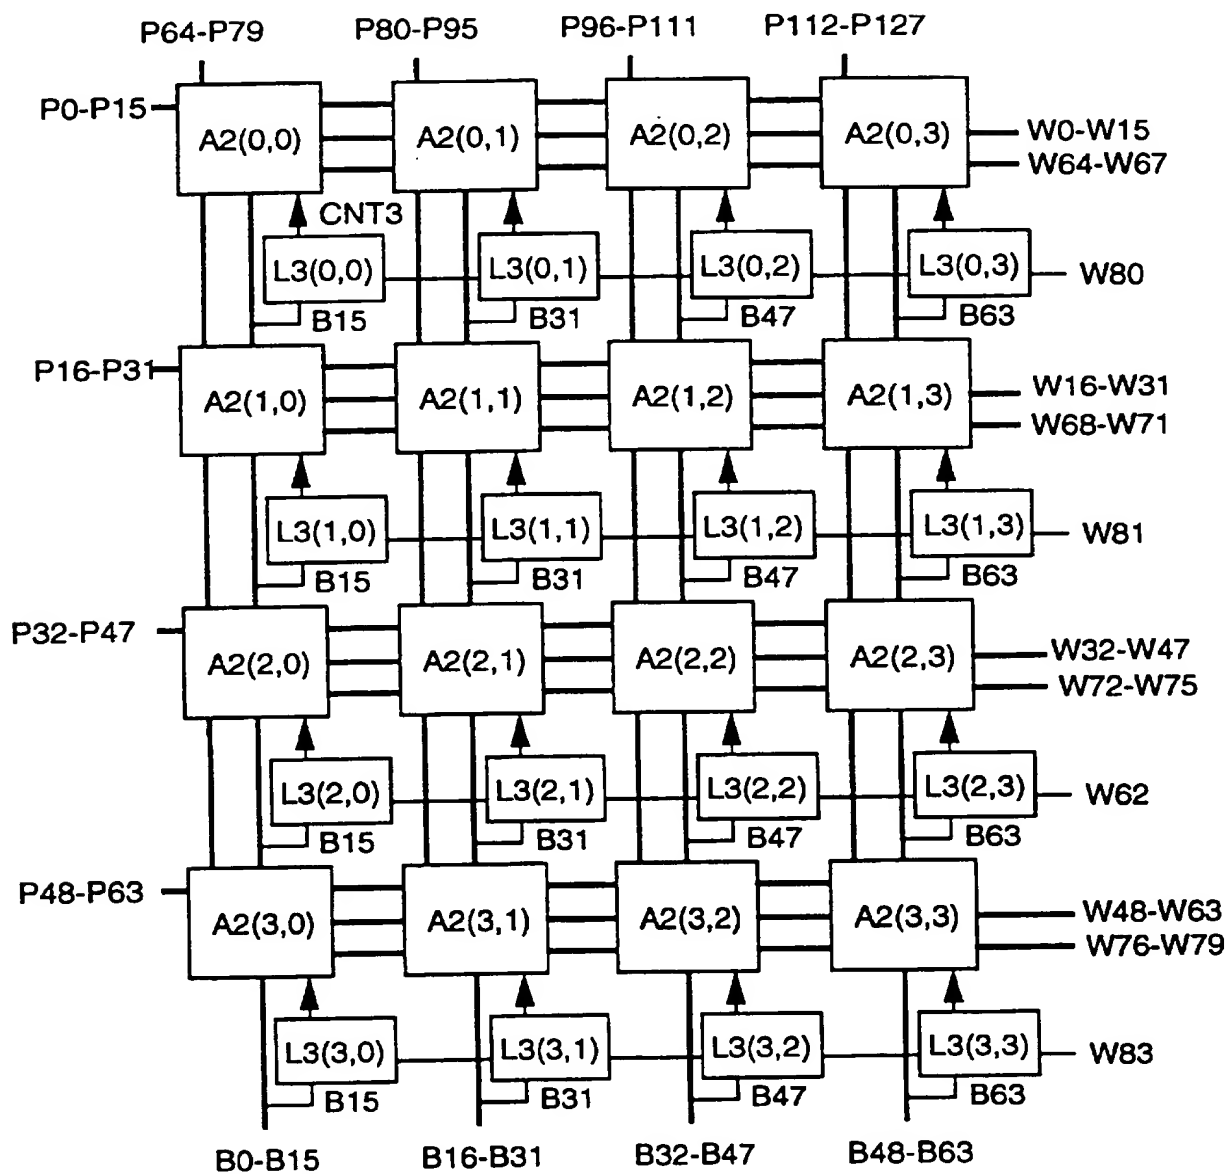 P64-P79 P80-P95 P96-P111 P112-P127
P0-P15 A2(0,0) A2(0,1) A2(0,2) A2(0,3) W0-W15
W64-W67
CNT3
L3(0,0) L3(0,1) L3(0,2) L3(0,3) W80
B15 B31 B47 B63
P16-P31 A2(1,0) A2(1,1) A2(1,2) A2(1,3) W16-W31
W68-W71
L3(1,0) L3(1,1) L3(1,2) L3(1,3) W81
B15 B31 B47 B63
P32-P47 A2(2,0) A2(2,1) A2(2,2) A2(2,3) W32-W47
W72-W75
L3(2,0) L3(2,1) L3(2,2) L3(2,3) W62
B15 B31 B47 B63
P48-P63 A2(3,0) A2(3,1) A2(3,2) A2(3,3) W48-W63
W76-W79
L3(3,0) L3(3,1) L3(3,2) L3(3,3) W83
B15 B31 B47 B63
B0-B15 B16-B31 B32-B47 B48-B63